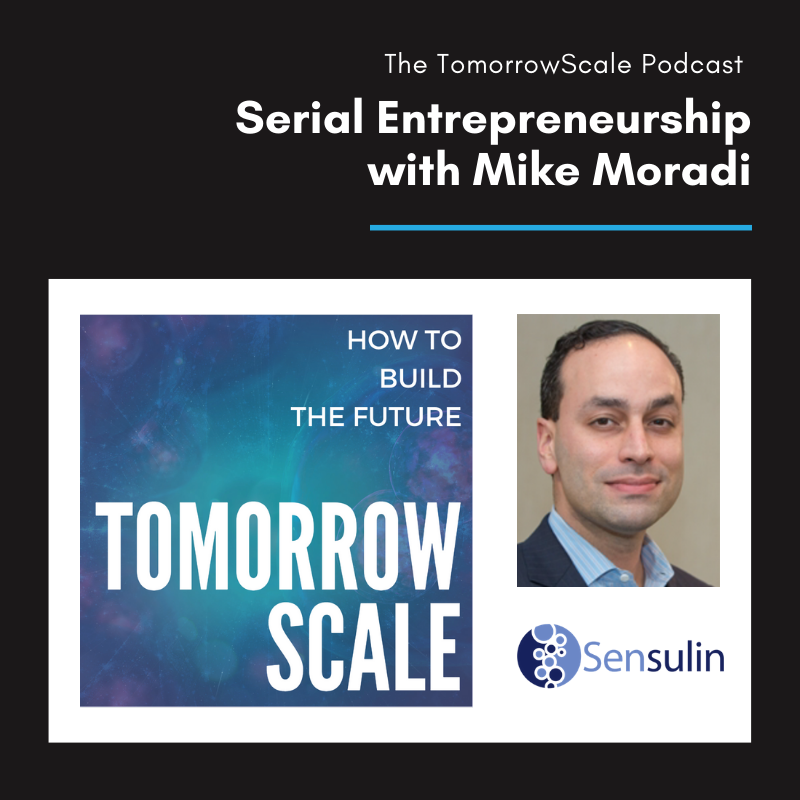 The TomorrowScale Podcast
Serial Entrepreneurship
with Mike Moradi
HOW TO
BUILD
THE FUTURE
TOMORROW
SCALE
Sensulin